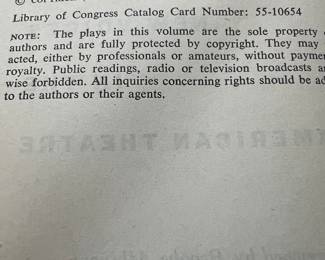 Library of Congress Catalog Card Number: 55-10654
NOTE: The plays in this volume are the sole property
authors and are fully protected by copyright. They may
acted, either by professionals or amateurs, without
royalty. Public readings, radio or television broadcasts
wise forbidden. All inquiries concerning rights should be
to the authors or their agents.